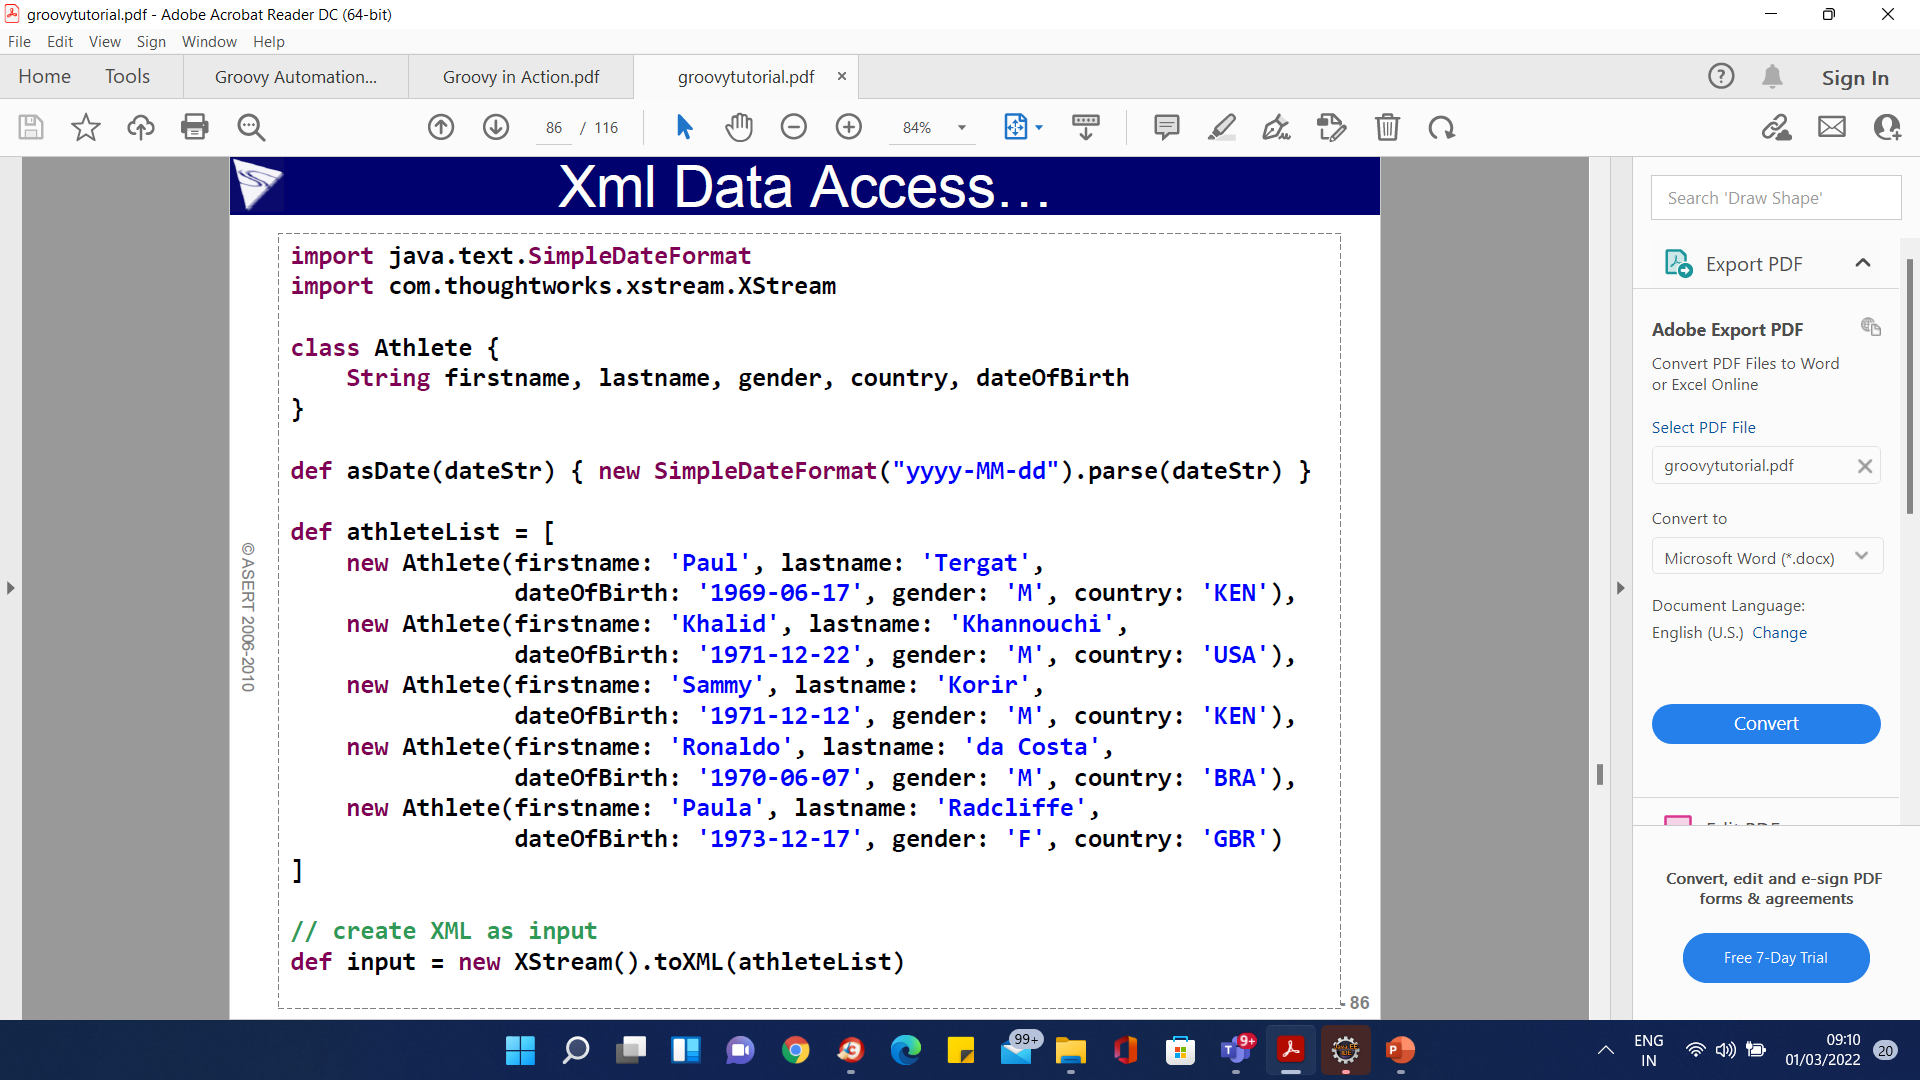 groovytutorial.pdf - Adobe Acrobat Reader DC (64-bit)
File Edit View Sign Window Help
Home Tools Groovy Automation... Groovy in Action.pdf groovytutorial.pdf × Sign In
86 / 116 84%
Xml Data Access...
import java.text.SimpleDateFormat
import com.thoughtworks.xstream.XStream
class Athlete {
    String firstname, lastname, gender, country, dateOfBirth
}
def asDate(dateStr) { new SimpleDateFormat("yyyy-MM-dd").parse(dateStr) }
def athleteList = [
    new Athlete(firstname: 'Paul', lastname: 'Tergat',
                dateOfBirth: '1969-06-17', gender: 'M', country: 'KEN'),
    new Athlete(firstname: 'Khalid', lastname: 'Khannouchi',
                dateOfBirth: '1971-12-22', gender: 'M', country: 'USA'),
    new Athlete(firstname: 'Sammy', lastname: 'Korir',
                dateOfBirth: '1971-12-12', gender: 'M', country: 'KEN'),
    new Athlete(firstname: 'Ronaldo', lastname: 'da Costa',
                dateOfBirth: '1970-06-07', gender: 'M', country: 'BRA'),
    new Athlete(firstname: 'Paula', lastname: 'Radcliffe',
                dateOfBirth: '1973-12-17', gender: 'F', country: 'GBR')
]
// create XML as input
def input = new XStream().toXML(athleteList)
©ASERT 2006-2010
- 86
Search 'Draw Shape'
Export PDF
Adobe Export PDF
Convert PDF Files to Word
or Excel Online
Select PDF File
groovytutorial.pdf
Convert to
Microsoft Word (*.docx)
Document Language:
English (U.S.) Change
Convert
Edit PDF
Convert, edit and e-sign PDF
forms & agreements
Free 7-Day Trial
99+
9+
ENG
IN
09:10
01/03/2022
20